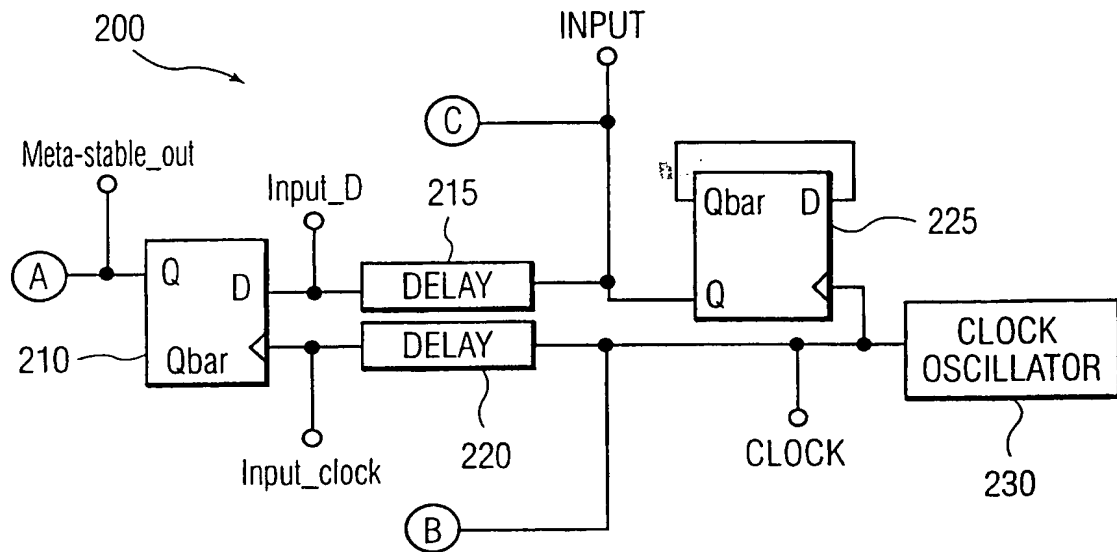 200
INPUT
C
Meta-stable_out
Input_D
215
Qbar D
225
A
Q
D
DELAY
Q
210
Qbar
DELAY
CLOCK
OSCILLATOR
Input_clock
220
CLOCK
230
B